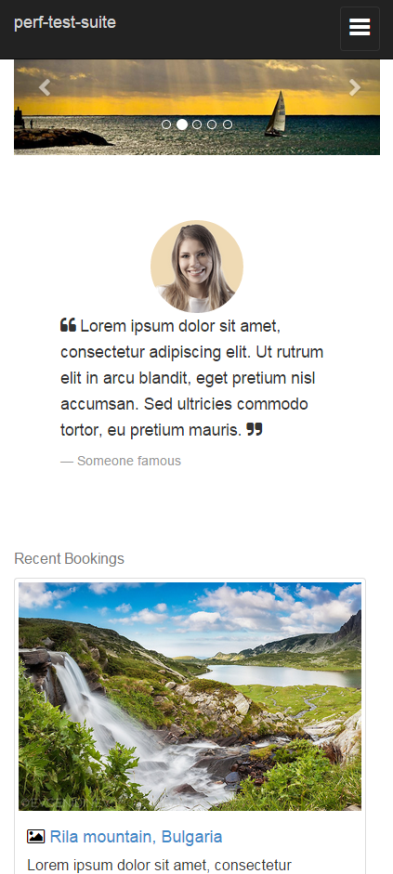 perf-test-suite
Lorem ipsum dolor sit amet,
consectetur adipiscing elit. Ut rutrum
elit in arcu blandit, eget pretium nisl
accumsan. Sed ultricies commodo
tortor, eu pretium mauris.
— Someone famous
Recent Bookings
Rila mountain, Bulgaria
Lorem ipsum dolor sit amet, consectetur